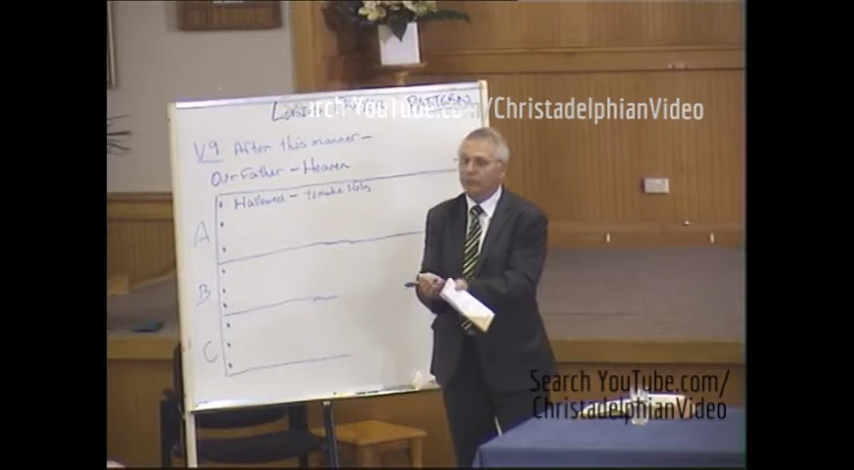 PATTERN
Search YouTube.com/ChristadelphianVideo
V9 After this manner –
Our Father – Heaven
Hallowed – to make Holy
A
B
C
Search YouTube.com/
ChristadelphianVideo